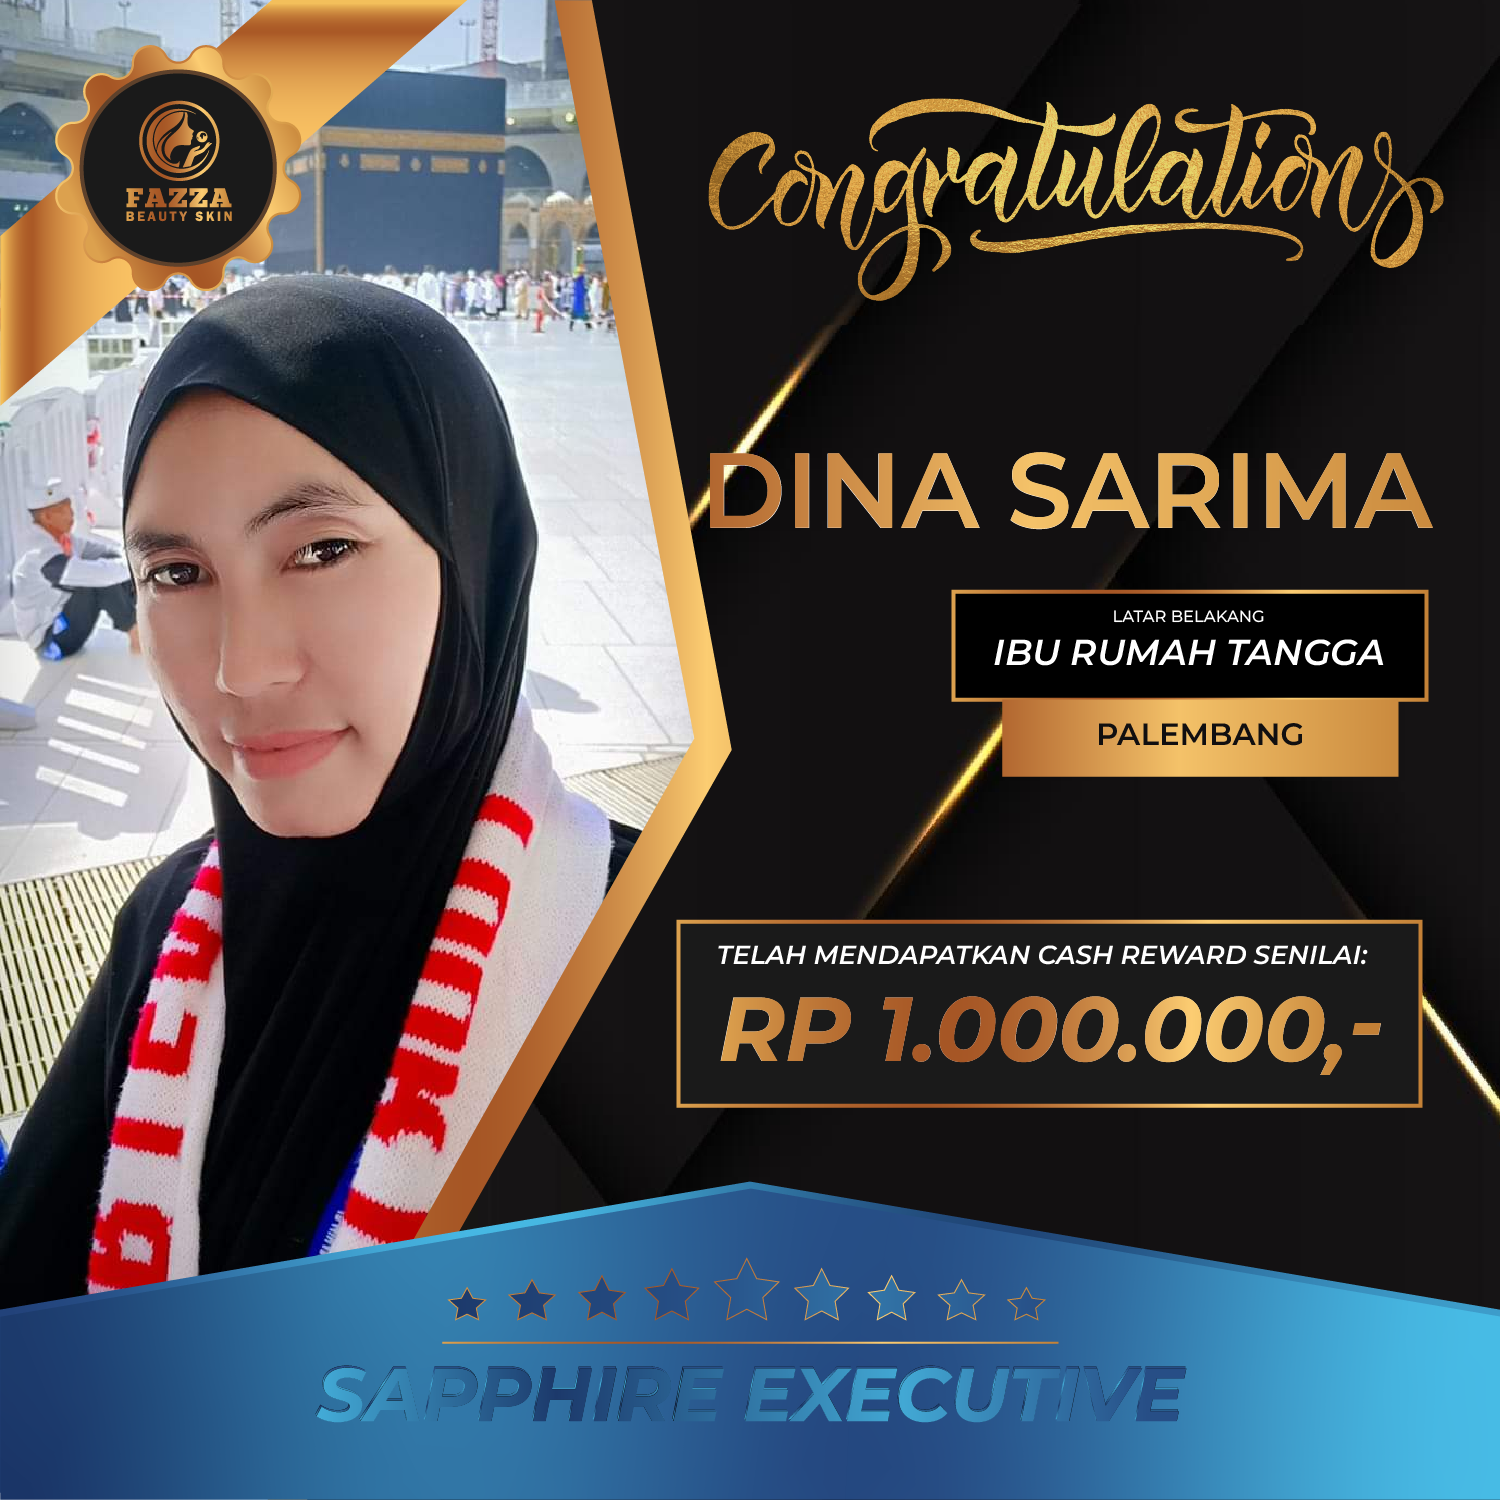 FAZZA
BEAUTY SKIN
Congratulations
DINA SARIMA
LATAR BELAKANG
IBU RUMAH TANGGA
PALEMBANG
TELAH MENDAPATKAN CASH REWARD SENILAI:
RP 1.000.000,-
SAPPHIRE EXECUTIVE